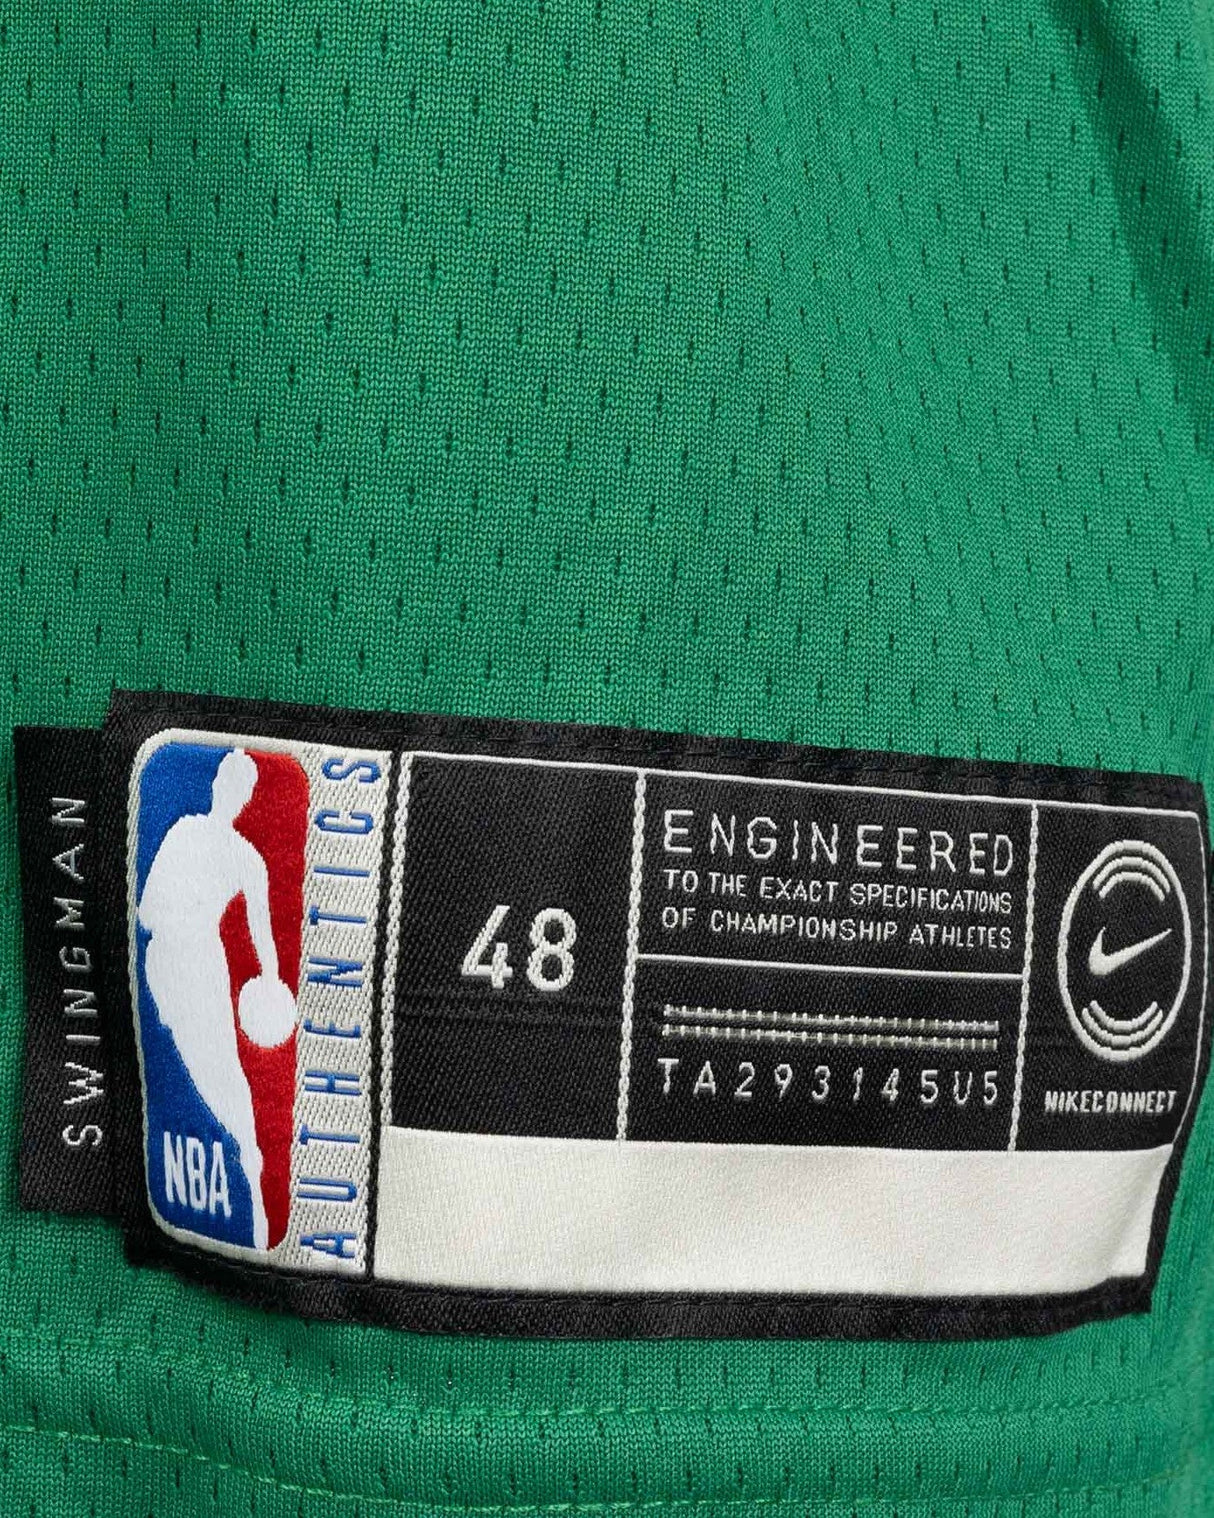 SWINGMAN
NBA
AUTHENTICS
48
ENGINEERED
TO THE EXACT SPECIFICATIONS
OF CHAMPIONSHIP ATHLETES
TA293145U5
NIKECONNECT